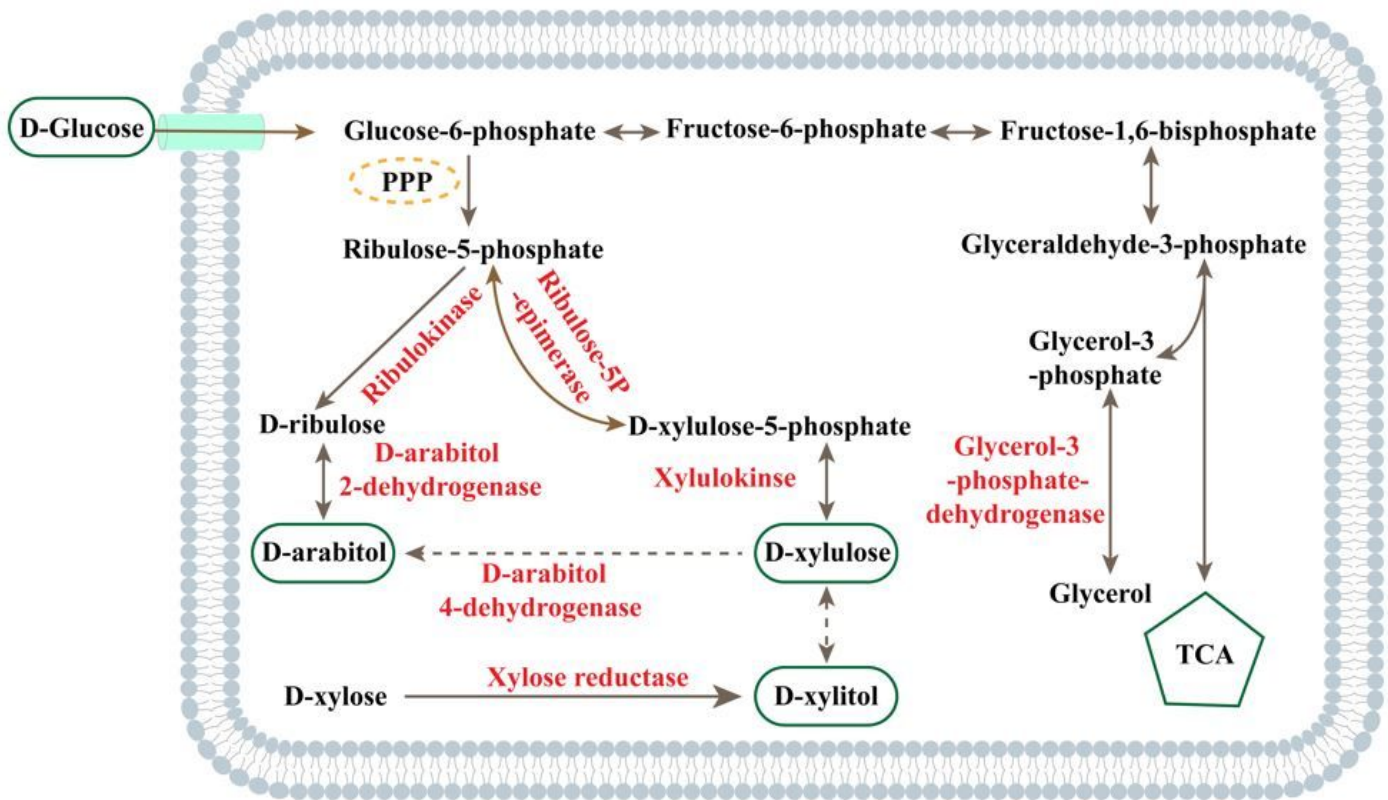 D-Glucose
Glucose-6-phosphate
Fructose-6-phosphate
Fructose-1,6-bisphosphate
PPP
Ribulose-5-phosphate
Glyceraldehyde-3-phosphate
Ribulokinase
Ribulose-5P
-epimerase
Glycerol-3
-phosphate
D-ribulose
D-xylulose-5-phosphate
D-arabitol
2-dehydrogenase
Xylulokinse
Glycerol-3
-phosphate-
dehydrogenase
D-arabitol
D-xylulose
D-arabitol
4-dehydrogenase
Glycerol
TCA
D-xylose
Xylose reductase
D-xylitol